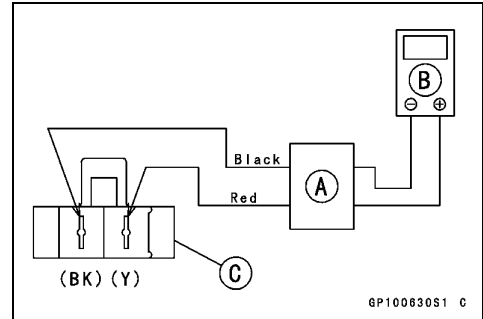 B
⊖ ⊕
Black
A
Red
(BK) (Y)
C
GP100630S1 C